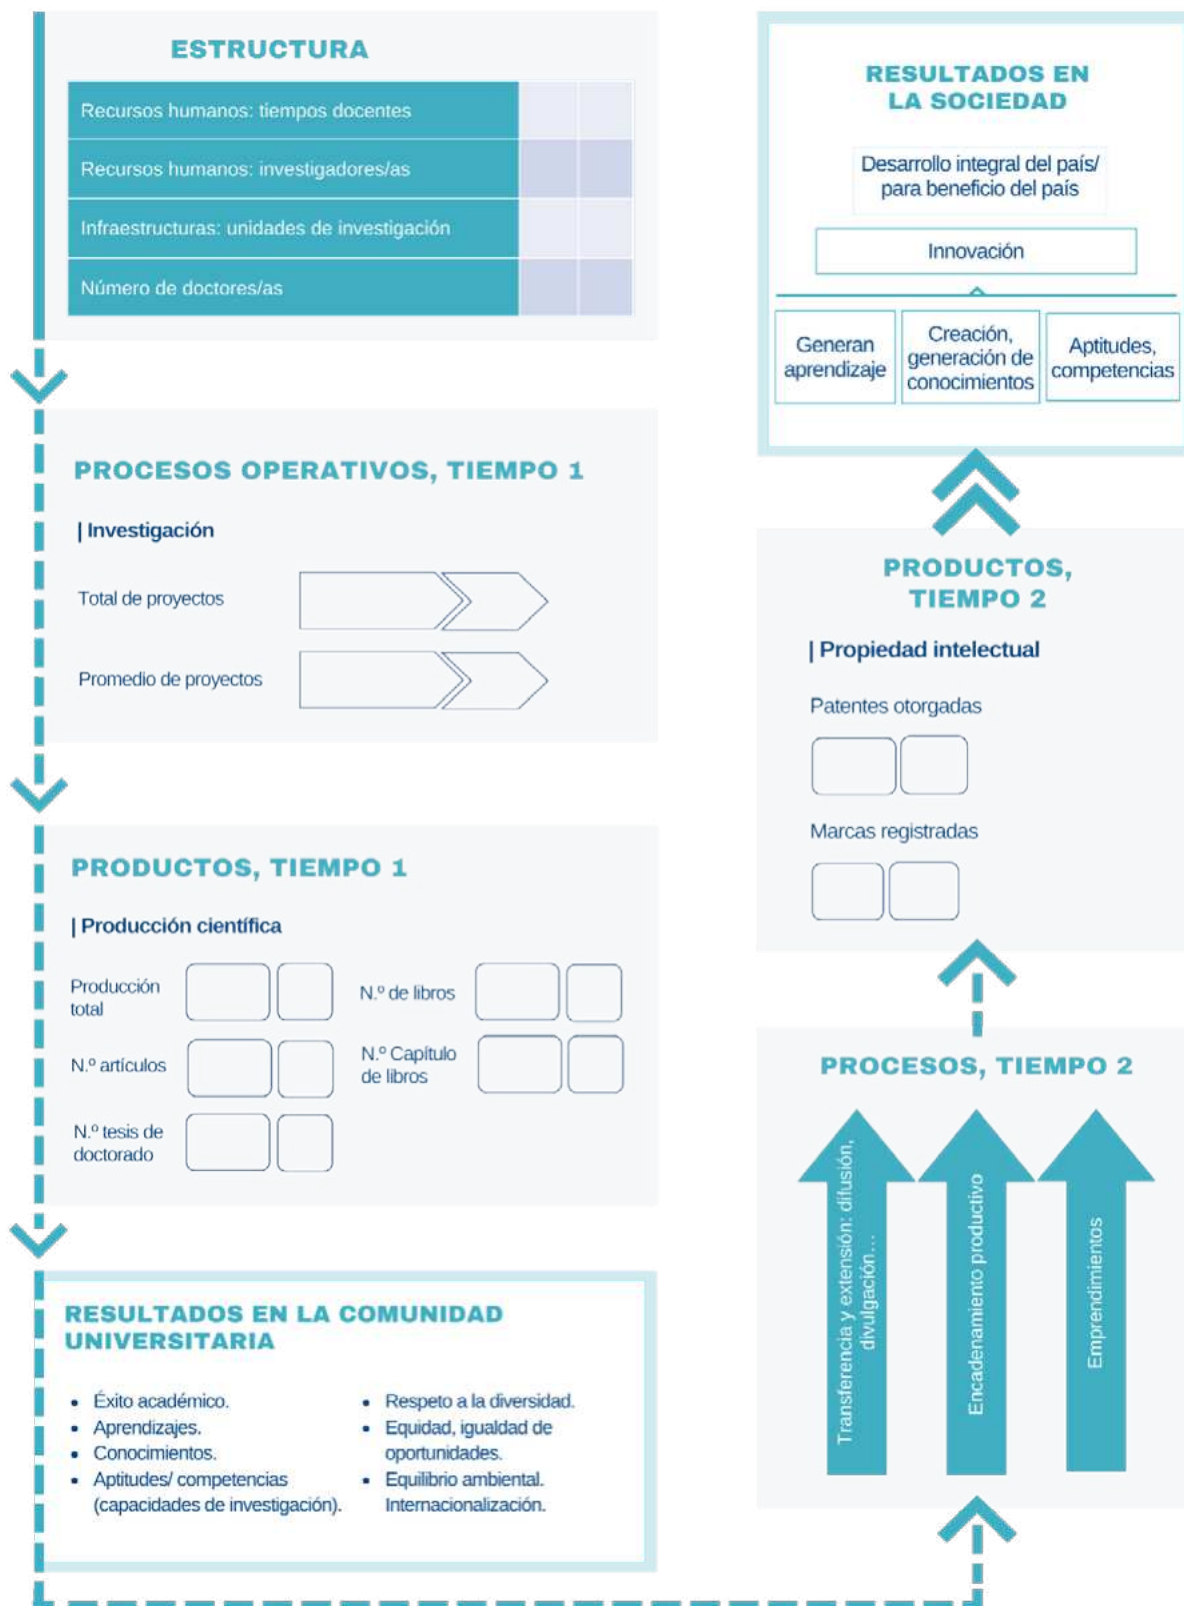 ESTRUCTURA
Recursos humanos: tiempos docentes
Recursos humanos: investigadores/as
Infraestructuras: unidades de investigación
Número de doctores/as
PROCESOS OPERATIVOS, TIEMPO 1
| Investigación
Total de proyectos
Promedio de proyectos
PRODUCTOS, TIEMPO 1
| Producción científica
Producción
total
N.º de libros
N.º artículos
N.º Capítulo
de libros
N.º tesis de
doctorado
RESULTADOS EN LA COMUNIDAD
UNIVERSITARIA
• Éxito académico.
• Aprendizajes.
• Conocimientos.
• Aptitudes/ competencias
(capacidades de investigación).
• Respeto a la diversidad.
• Equidad, igualdad de
oportunidades.
• Equilibrio ambiental.
Internacionalización.
PROCESOS, TIEMPO 2
Transferencia y extensión: difusión,
divulgación…
Encadenamiento productivo
Emprendimientos
PRODUCTOS,
TIEMPO 2
| Propiedad intelectual
Patentes otorgadas
Marcas registradas
RESULTADOS EN
LA SOCIEDAD
Desarrollo integral del país/
para beneficio del país
Innovación
Generan
aprendizaje
Creación,
generación de
conocimientos
Aptitudes,
competencias